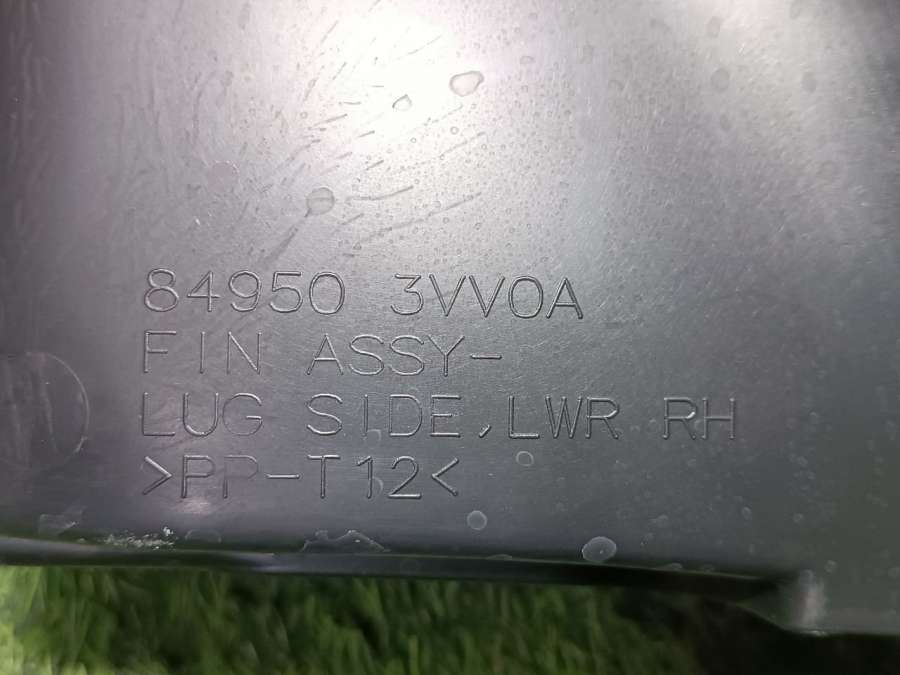 84950 3VV0A
FIN ASSY-
LUG SIDE,LWR RH
>PP-T12<